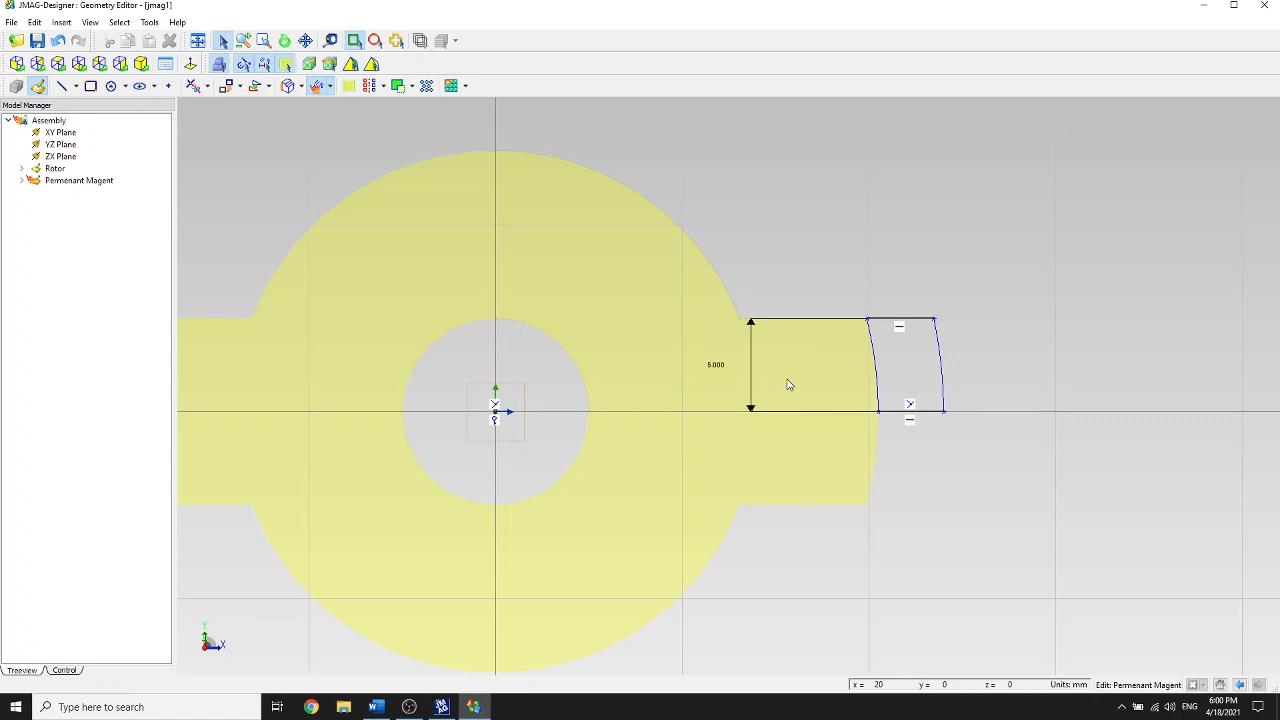 JMAG-Designer: Geometry Editor - [jmag1]
File Edit Insert View Select Tools Help
Model Manager
Assembly
XY Plane
YZ Plane
ZX Plane
Rotor
Permenant Magent
5.000
Y
X
Treeview Control
x = 20 y = 0 z = 0 Units: mm Edit: Permenant Magent
Type here to search
ENG
6:00 PM
4/18/2021